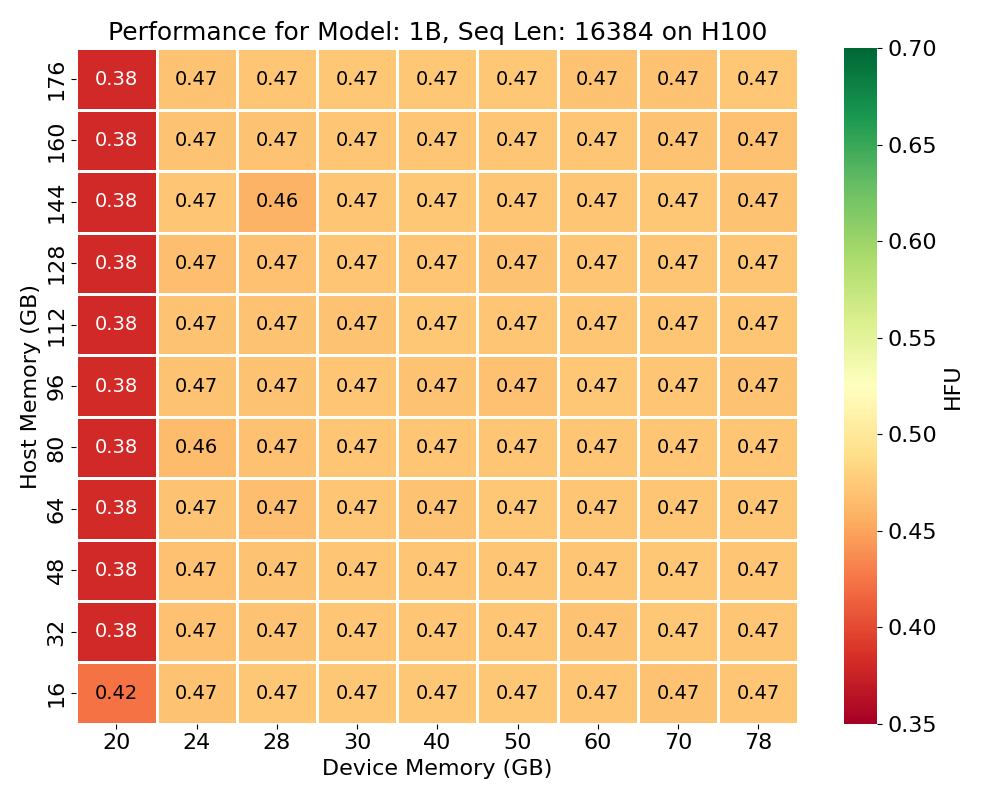 Performance for Model: 1B, Seq Len: 16384 on H100
Host Memory (GB)
176 0.38 0.47 0.47 0.47 0.47 0.47 0.47 0.47 0.47
160 0.38 0.47 0.47 0.47 0.47 0.47 0.47 0.47 0.47
144 0.38 0.47 0.46 0.47 0.47 0.47 0.47 0.47 0.47
128 0.38 0.47 0.47 0.47 0.47 0.47 0.47 0.47 0.47
112 0.38 0.47 0.47 0.47 0.47 0.47 0.47 0.47 0.47
96 0.38 0.47 0.47 0.47 0.47 0.47 0.47 0.47 0.47
80 0.38 0.46 0.47 0.47 0.47 0.47 0.47 0.47 0.47
64 0.38 0.47 0.47 0.47 0.47 0.47 0.47 0.47 0.47
48 0.38 0.47 0.47 0.47 0.47 0.47 0.47 0.47 0.47
32 0.38 0.47 0.47 0.47 0.47 0.47 0.47 0.47 0.47
16 0.42 0.47 0.47 0.47 0.47 0.47 0.47 0.47 0.47
20 24 28 30 40 50 60 70 78
Device Memory (GB)
0.70
0.65
0.60
0.55
0.50
0.45
0.40
0.35
HFU